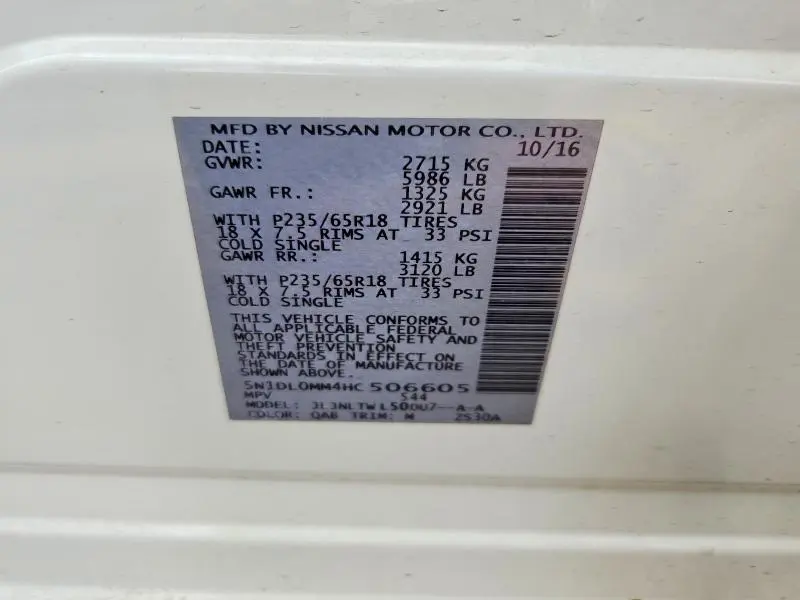 MFD BY NISSAN MOTOR CO., LTD.
DATE: 10/16
GVWR: 2715 KG
5986 LB
GAWR FR.: 1325 KG
2921 LB
WITH P235/65R18 TIRES
18 X 7.5 RIMS AT 33 PSI
COLD SINGLE
GAWR RR.: 1415 KG
3120 LB
WITH P235/65R18 TIRES
18 X 7.5 RIMS AT 33 PSI
COLD SINGLE
THIS VEHICLE CONFORMS TO
ALL APPLICABLE FEDERAL
MOTOR VEHICLE SAFETY AND
THEFT PREVENTION
STANDARDS IN EFFECT ON
THE DATE OF MANUFACTURE
SHOWN ABOVE.
5N1DL0MM4HC 506605
MPV 544
MODEL: A-A
COLOR: QAB TRIM: M 2S30A